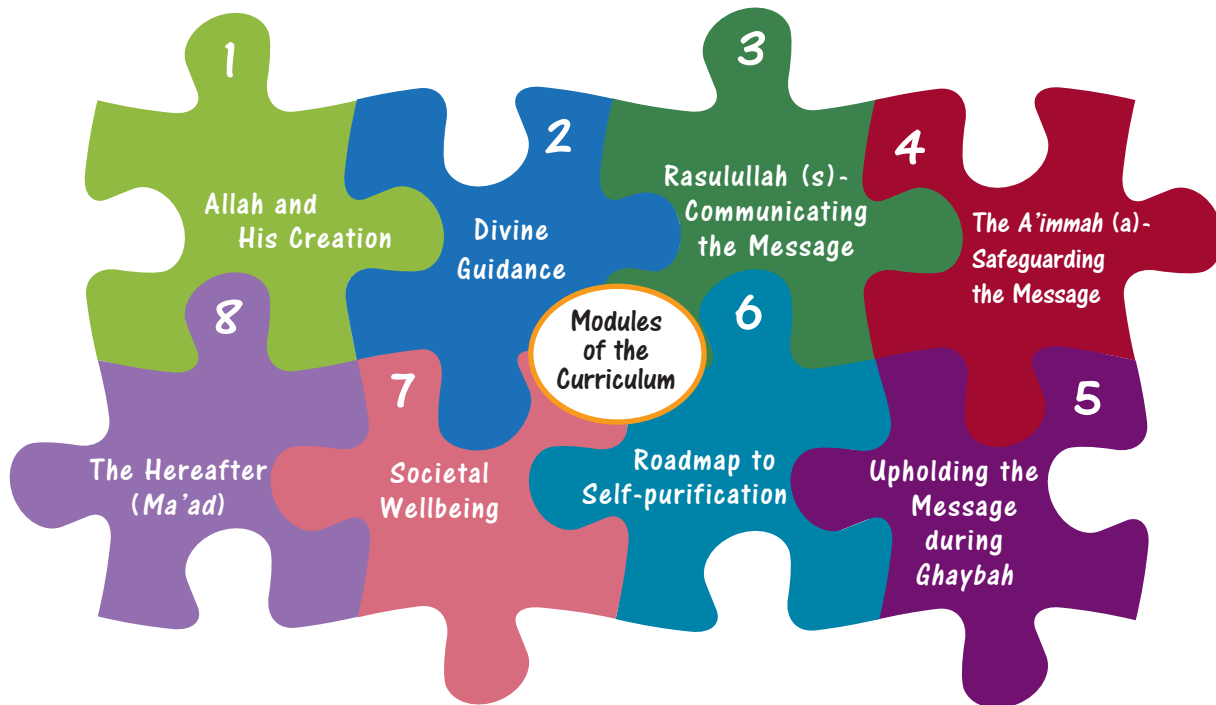 1
Allah and
His Creation
2
Divine
Guidance
3
Rasulullah (s)-
Communicating
the Message
4
The A'immah (a)-
Safeguarding
the Message
Modules
of the
Curriculum
5
Upholding the
Message
during
Ghaybah
6
Roadmap to
Self-purification
7
Societal
Wellbeing
8
The Hereafter
(Ma'ad)